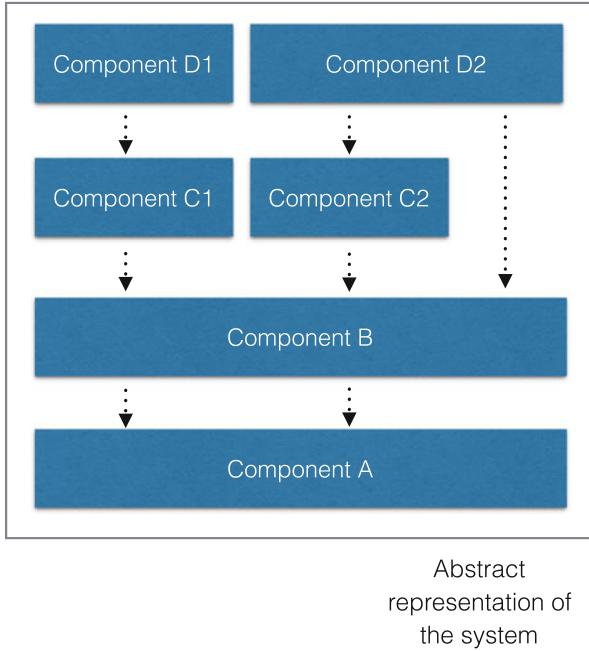 Component D1
Component D2
Component C1
Component C2
Component B
Component A
Abstract
representation of
the system